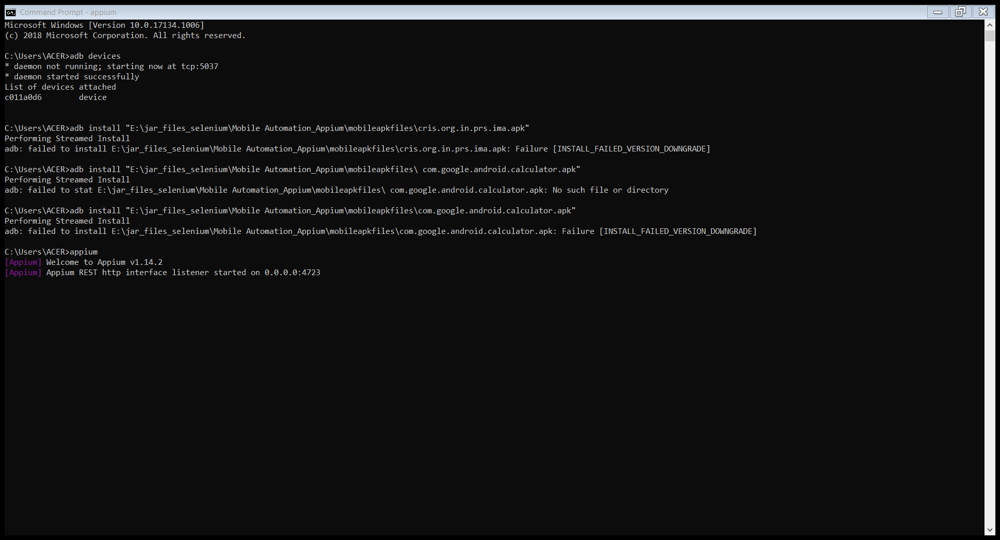 Command Prompt - appium
Microsoft Windows [Version 10.0.17134.1006]
(c) 2018 Microsoft Corporation. All rights reserved.
C:\Users\ACER>adb devices
* daemon not running; starting now at tcp:5037
* daemon started successfully
List of devices attached
c011a0d6        device
C:\Users\ACER>adb install "E:\jar_files_selenium\Mobile Automation_Appium\mobileapkfiles\cris.org.in.prs.ima.apk"
Performing Streamed Install
adb: failed to install E:\jar_files_selenium\Mobile Automation_Appium\mobileapkfiles\cris.org.in.prs.ima.apk: Failure [INSTALL_FAILED_VERSION_DOWNGRADE]
C:\Users\ACER>adb install "E:\jar_files_selenium\Mobile Automation_Appium\mobileapkfiles\ com.google.android.calculator.apk"
Performing Streamed Install
adb: failed to stat E:\jar_files_selenium\Mobile Automation_Appium\mobileapkfiles\ com.google.android.calculator.apk: No such file or directory
C:\Users\ACER>adb install "E:\jar_files_selenium\Mobile Automation_Appium\mobileapkfiles\com.google.android.calculator.apk"
Performing Streamed Install
adb: failed to install E:\jar_files_selenium\Mobile Automation_Appium\mobileapkfiles\com.google.android.calculator.apk: Failure [INSTALL_FAILED_VERSION_DOWNGRADE]
C:\Users\ACER>appium
[Appium] Welcome to Appium v1.14.2
[Appium] Appium REST http interface listener started on 0.0.0.0:4723